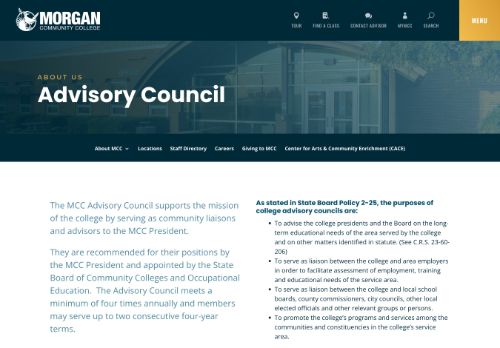 MORGAN
COMMUNITY COLLEGE
TOUR
FIND A CLASS
CONTACT ADVISOR
MYMCC
SEARCH
MENU
ABOUT US
Advisory Council
About MCC
Locations
Staff Directory
Careers
Giving to MCC
Center for Arts & Community Enrichment (CACE)
The MCC Advisory Council supports the mission
of the college by serving as community liaisons
and advisors to the MCC President.
They are recommended for their positions by
the MCC President and appointed by the State
Board of Community Colleges and Occupational
Education.  The Advisory Council meets a
minimum of four times annually and members
may serve up to two consecutive four-year
terms.
As stated in State Board Policy 2-25, the purposes of
college advisory councils are:
• To advise the college presidents and the Board on the long-
term educational needs of the area served by the college
and on other matters identified in statute. (See C.R.S. 23-60-
206)
• To serve as liaison between the college and area employers
in order to facilitate assessment of employment, training
and educational needs of the service area.
• To serve as liaison between the college and local school
boards, county commissioners, city councils, other local
elected officials and other relevant groups or persons.
• To promote the college's programs and services among the
communities and constituencies in the college's service
area.